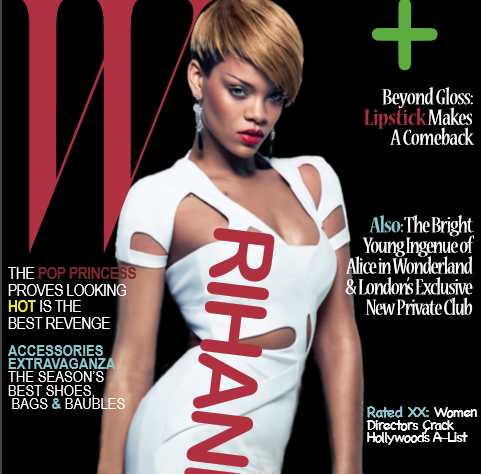 W
+
Beyond Gloss:
Lipstick Makes
A Comeback
Also: The Bright
Young Ingenue of
Alice in Wonderland
& London's Exclusive
New Private Club
RIHAN
THE POP PRINCESS
PROVES LOOKING
HOT IS THE
BEST REVENGE
ACCESSORIES
EXTRAVAGANZA
THE SEASON'S
BEST SHOES,
BAGS & BAUBLES
Rated XX: Women
Directors Crack
Hollywood's A-List